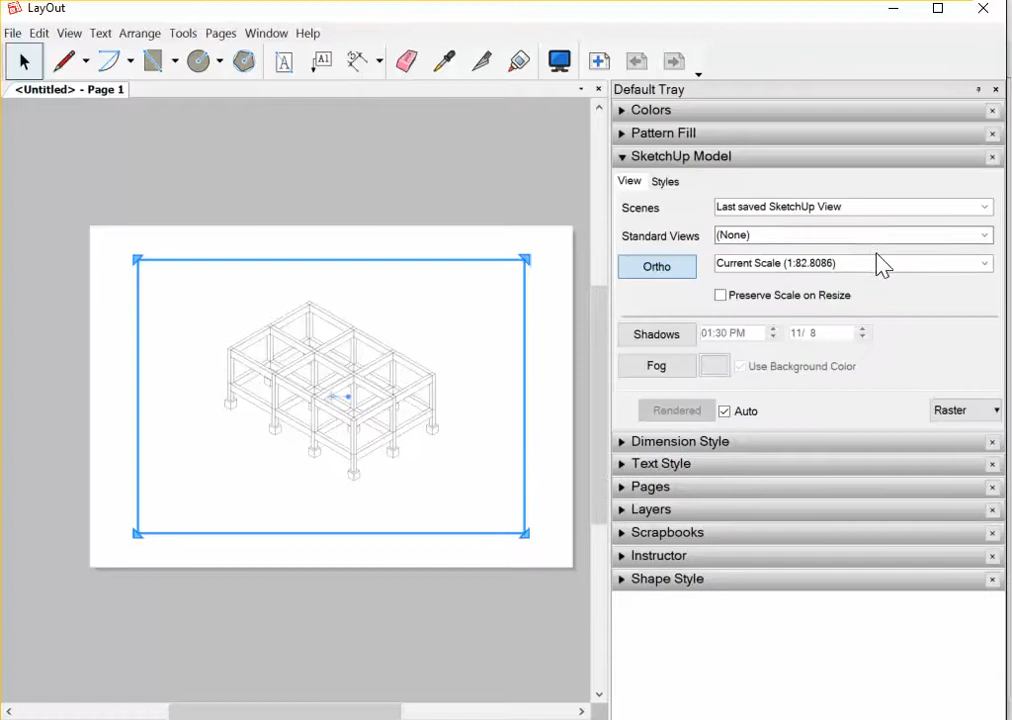 LayOut
File Edit View Text Arrange Tools Pages Window Help
A A1
<Untitled> - Page 1
Default Tray
Colors
Pattern Fill
SketchUp Model
View Styles
Scenes Last saved SketchUp View
Standard Views (None)
Ortho Current Scale (1:82.8086)
Preserve Scale on Resize
Shadows 01:30 PM 11/ 8
Fog Use Background Color
Rendered Auto Raster
Dimension Style
Text Style
Pages
Layers
Scrapbooks
Instructor
Shape Style